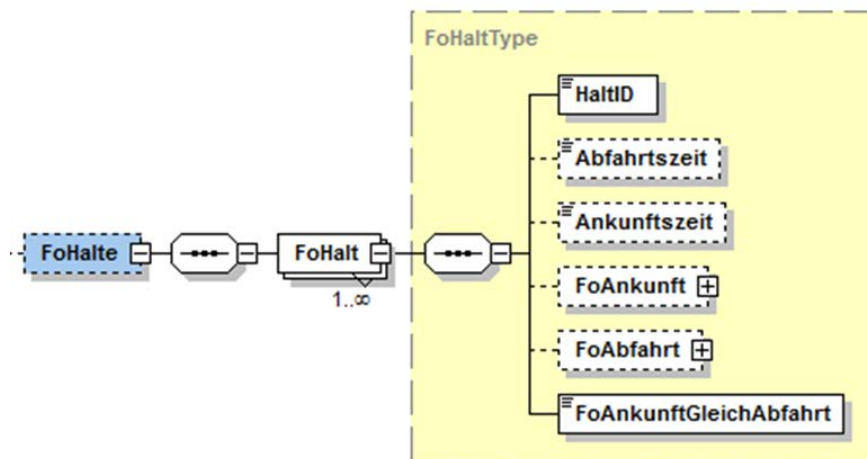 FoHaltType
HaltID
Abfahrtszeit
Ankunftszeit
FoHalte
FoHalt
1..∞
FoAnkunft
FoAbfahrt
FoAnkunftGleichAbfahrt